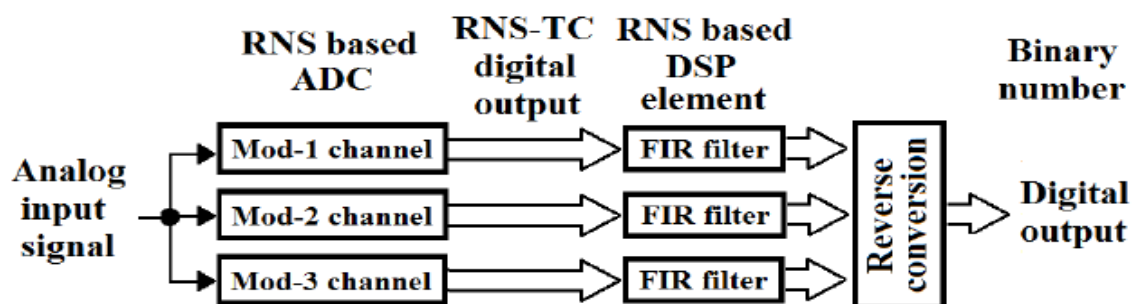 RNS based
ADC
RNS-TC
digital
output
RNS based
DSP
element
Binary
number
Analog
input
signal
Mod-1 channel
Mod-2 channel
Mod-3 channel
FIR filter
FIR filter
FIR filter
Reverse
conversion
Digital
output